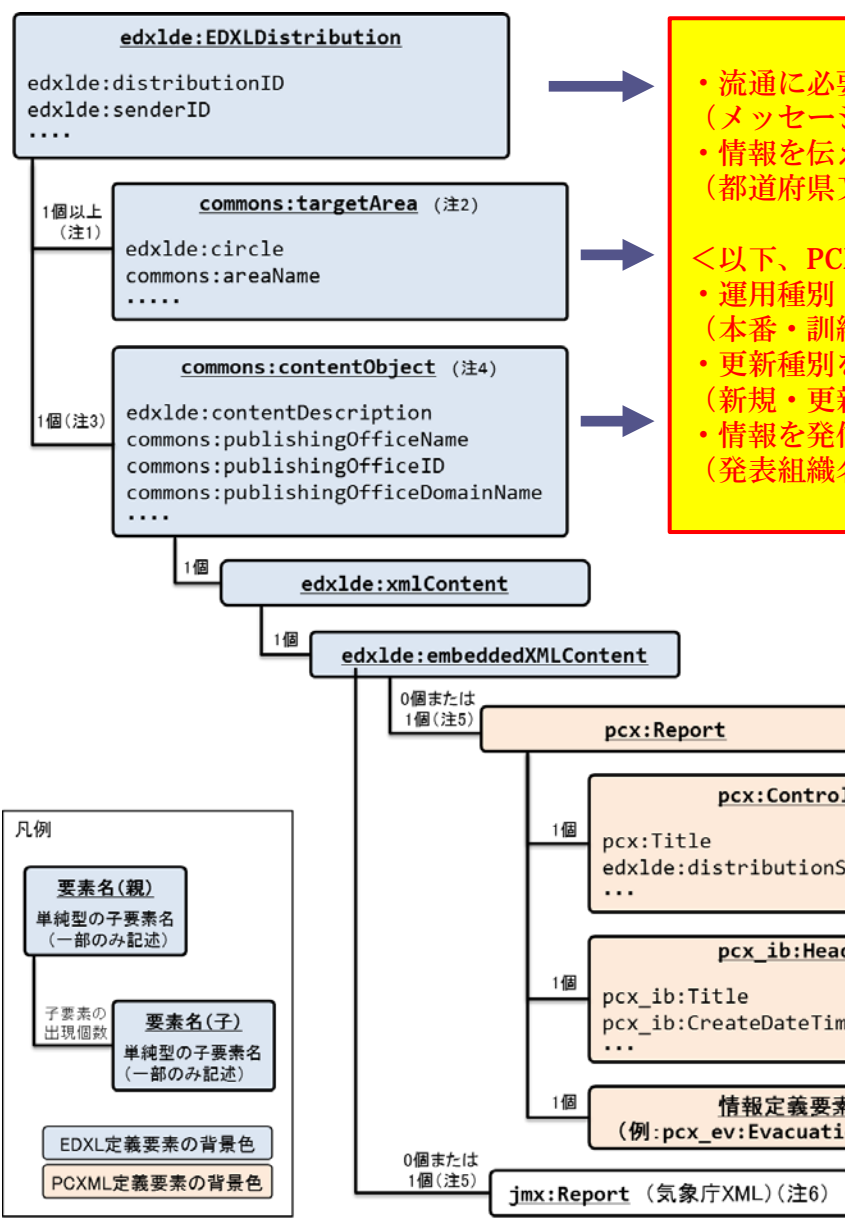 edxlde:EDXLDistribution
edxlde:distributionID
edxlde:senderID
････
1個以上
(注1)
commons:targetArea (注2)
edxlde:circle
commons:areaName
･････
1個(注3)
commons:contentObject (注4)
edxlde:contentDescription
commons:publishingOfficeName
commons:publishingOfficeID
commons:publishingOfficeDomainName
････
・流通に必要
（メッセージ
・情報を伝
（都道府県
＜以下、PC
・運用種別
（本番・訓練
・更新種別を
（新規・更新
・情報を発信
（発表組織
1個
edxlde:xmlContent
1個
edxlde:embeddedXMLContent
0個または
1個(注5)
pcx:Report
1個
pcx:Control
pcx:Title
edxlde:distributionS
･･･
1個
pcx_ib:Head
pcx_ib:Title
pcx_ib:CreateDateTim
･･･
1個
情報定義要素
(例:pcx_ev:Evacuati
0個または
1個(注5)
jmx:Report (気象庁XML)(注6)
凡例
要素名(親)
単純型の子要素名
(一部のみ記述)
子要素の
出現個数
要素名(子)
単純型の子要素名
(一部のみ記述)
EDXL定義要素の背景色
PCXML定義要素の背景色